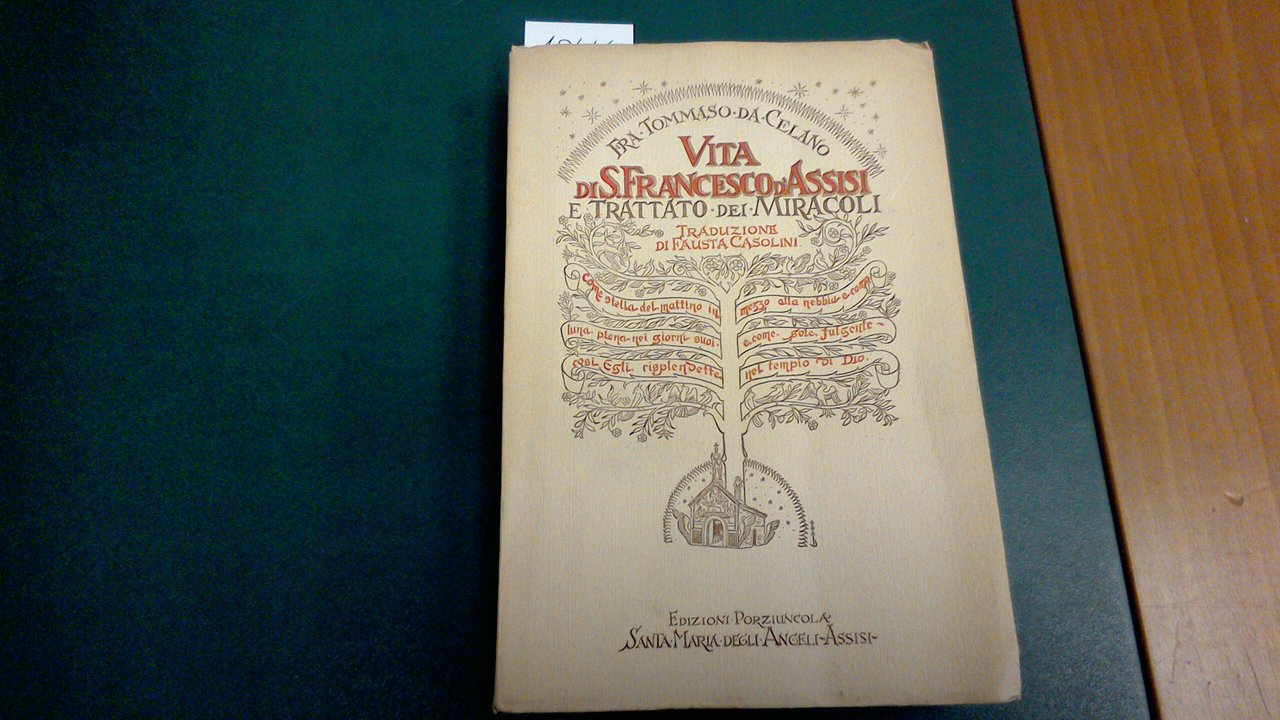 FRA·TOMMASO·DA·CELANO
VITA
DI S. FRANCESCO D'ASSISI
E TRATTATO·DEI·MIRACOLI
TRADUZIONE
DI FAUSTA CASOLINI.
Come stella del mattino in mezzo alla nebbia e come
luna piena nei giorni suoi e come sole fulgente
così Egli risplendette nel tempio di Dio.
EDIZIONI PORZIUNCOLA
SANTA·MARIA·DEGLI·ANGELI-ASSISI-